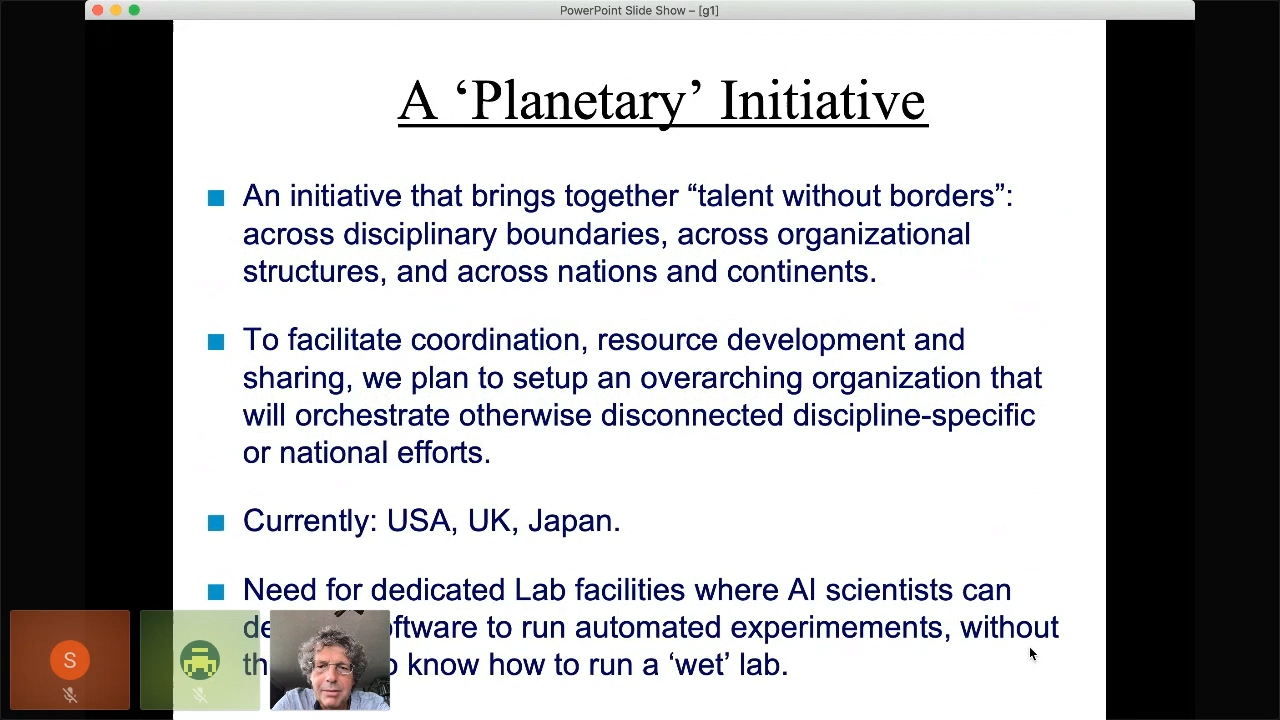 PowerPoint Slide Show – [g1]
A ‘Planetary’ Initiative
An initiative that brings together “talent without borders”:
across disciplinary boundaries, across organizational
structures, and across nations and continents.
To facilitate coordination, resource development and
sharing, we plan to setup an overarching organization that
will orchestrate otherwise disconnected discipline-specific
or national efforts.
Currently: USA, UK, Japan.
Need for dedicated Lab facilities where AI scientists can
to run automated experimements, without
know how to run a ‘wet’ lab.
S